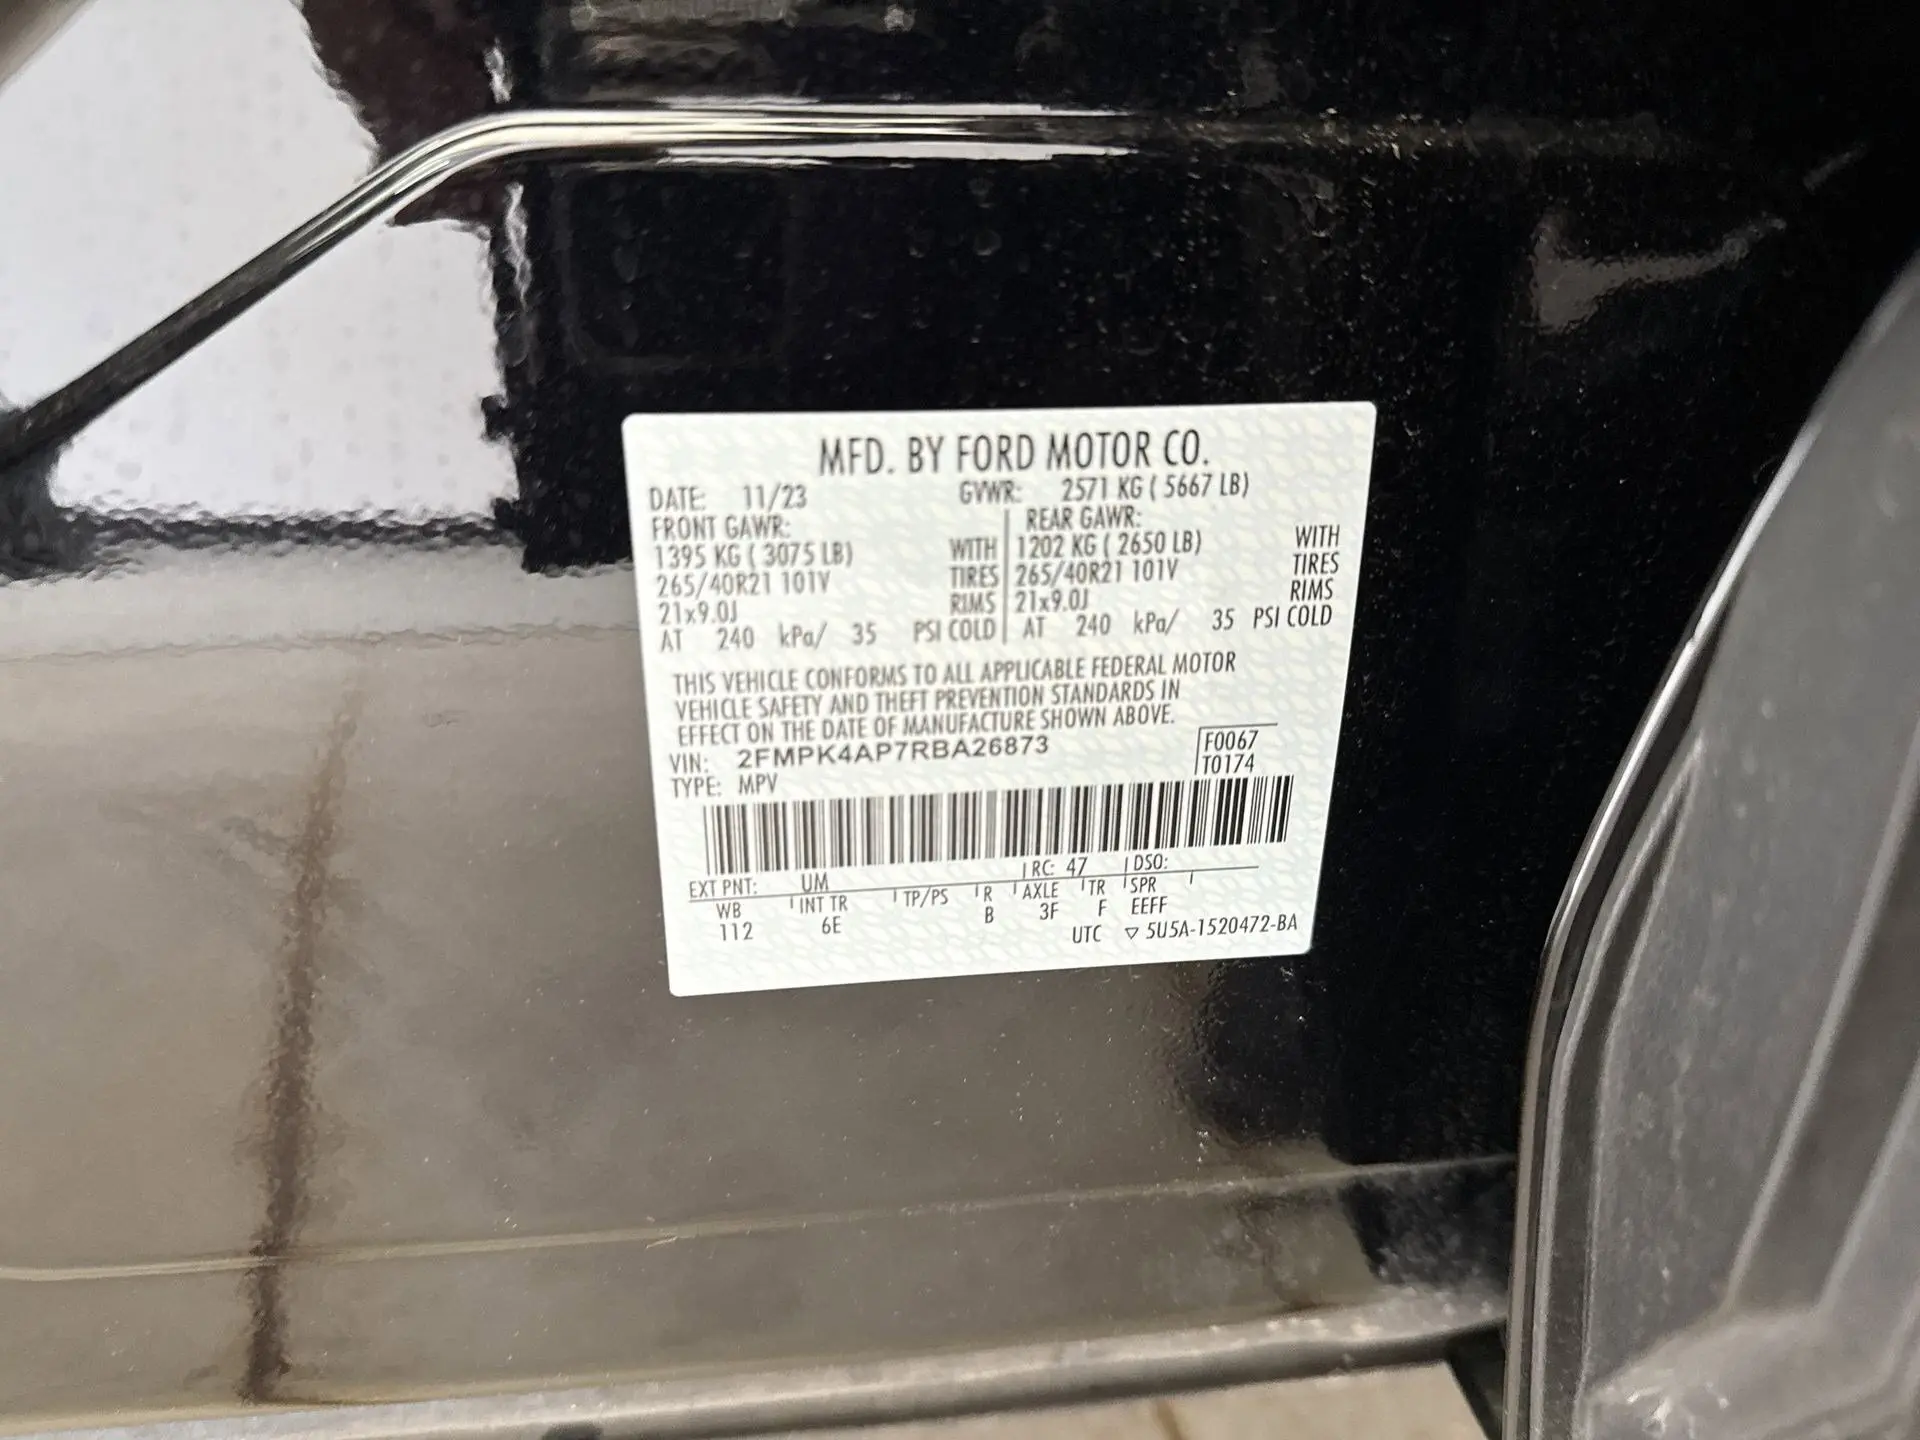 MFD. BY FORD MOTOR CO.
DATE: 11/23 GVWR: 2571 KG ( 5667 LB)
FRONT GAWR: REAR GAWR:
1395 KG ( 3075 LB) WITH 1202 KG ( 2650 LB) WITH
265/40R21 101V TIRES 265/40R21 101V TIRES
21x9.0J RIMS 21x9.0J RIMS
AT 240 kPa/ 35 PSI COLD AT 240 kPa/ 35 PSI COLD
THIS VEHICLE CONFORMS TO ALL APPLICABLE FEDERAL MOTOR
VEHICLE SAFETY AND THEFT PREVENTION STANDARDS IN
EFFECT ON THE DATE OF MANUFACTURE SHOWN ABOVE.
VIN: 2FMPK4AP7RBA26873 F0067
TYPE: MPV T0174
EXT PNT: UM RC: 47 DSO:
WB INT TR TP/PS R AXLE TR SPR
112 6E B 3F F EEFF
UTC ▽ 5U5A-1520472-BA